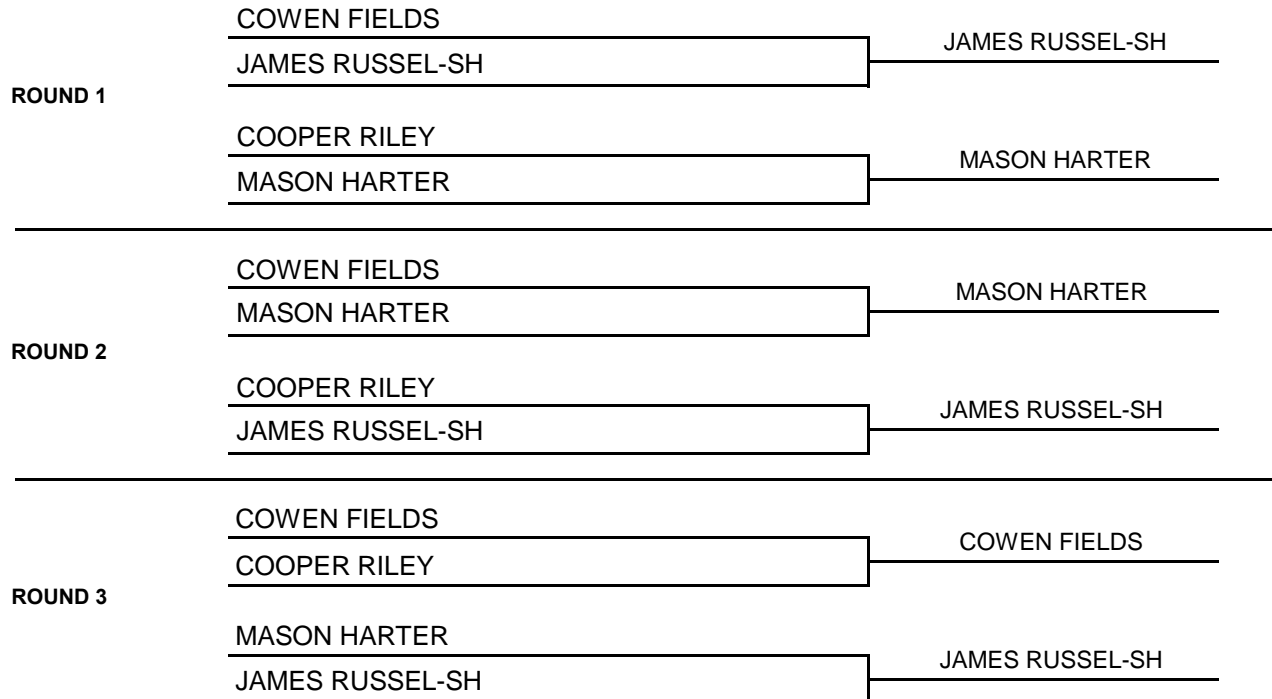 COWEN FIELDS
JAMES RUSSEL-SH
JAMES RUSSEL-SH
ROUND 1
COOPER RILEY
MASON HARTER
MASON HARTER
COWEN FIELDS
MASON HARTER
MASON HARTER
ROUND 2
COOPER RILEY
JAMES RUSSEL-SH
JAMES RUSSEL-SH
COWEN FIELDS
COOPER RILEY
COWEN FIELDS
ROUND 3
MASON HARTER
JAMES RUSSEL-SH
JAMES RUSSEL-SH